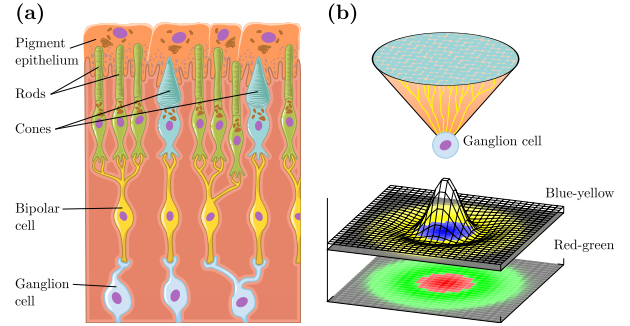 (a)
Pigment
epithelium
Rods
Cones
Bipolar
cell
Ganglion
cell
(b)
Ganglion cell
Blue-yellow
Red-green